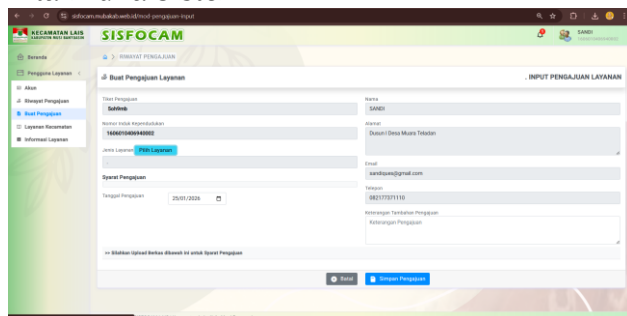 sisfocam.mubakab.web.id/mod-pengajuan-input
KECAMATAN LAIS
KABUPATEN MUSI BANYUASIN
SISFOCAM
SANDI
Beranda
> RIWAYAT PENGAJUAN
Pengguna Layanan
Buat Pengajuan Layanan
. INPUT PENGAJUAN LAYANAN
Akun
Riwayat Pengajuan
Buat Pengajuan
Layanan Kecamatan
Informasi Layanan
Tiket Pengajuan
5oh9mb
Nama
SANDI
Nomor Induk Kependudukan
1606010406940002
Alamat
Dusun I Desa Muara Teladan
Jenis Layanan Pilih Layanan
.
Email
sandiques@gmail.com
Syarat Pengajuan
Telepon
082177371110
Tanggal Pengajuan
25/01/2026
Keterangan Tambahan Pengajuan
Keterangan Pengajuan
>> Silahkan Upload Berkas dibawah ini untuk Syarat Pengajuan
Batal
Simpan Pengajuan